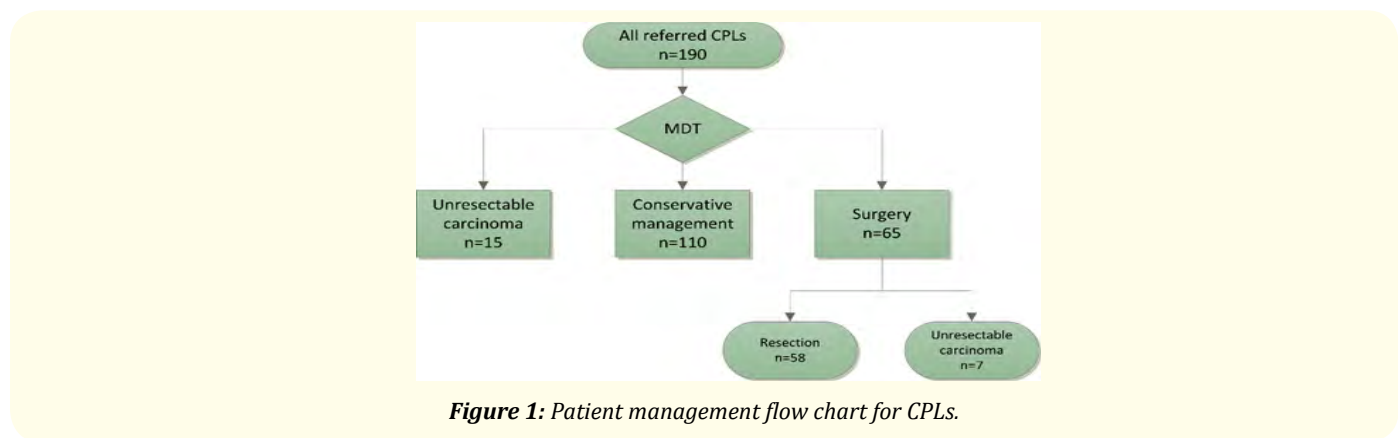 All referred CPLs
n=190
MDT
Unresectable
carcinoma
n=15
Conservative
management
n=110
Surgery
n=65
Resection
n=58
Unresectable
carcinoma
n=7
Figure 1: Patient management flow chart for CPLs.